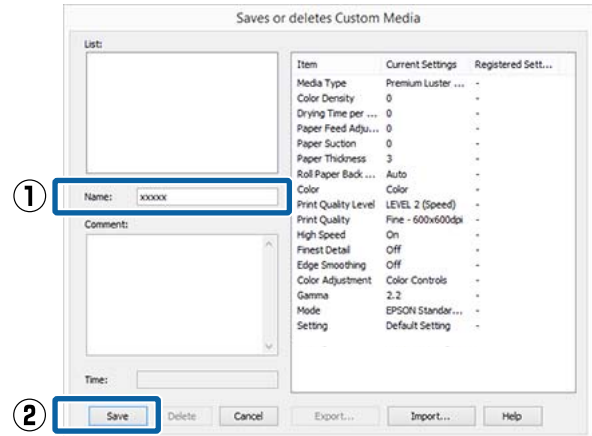 Saves or deletes Custom Media
List:
Item Current Settings Registered Sett...
Media Type Premium Luster ... -
Color Density 0 -
Drying Time per ... 0 -
Paper Feed Adju... 0 -
Paper Suction 0 -
Paper Thickness 3 -
Roll Paper Back ... Auto -
Color Color -
Print Quality Level LEVEL 2 (Speed) -
Print Quality Fine - 600x600dpi -
High Speed On -
Finest Detail Off -
Edge Smoothing Off -
Color Adjustment Color Controls -
Gamma 2.2 -
Mode EPSON Standar... -
Setting Default Setting -
① Name: xxxxx
Comment:
Time:
② Save Delete Cancel Export... Import... Help